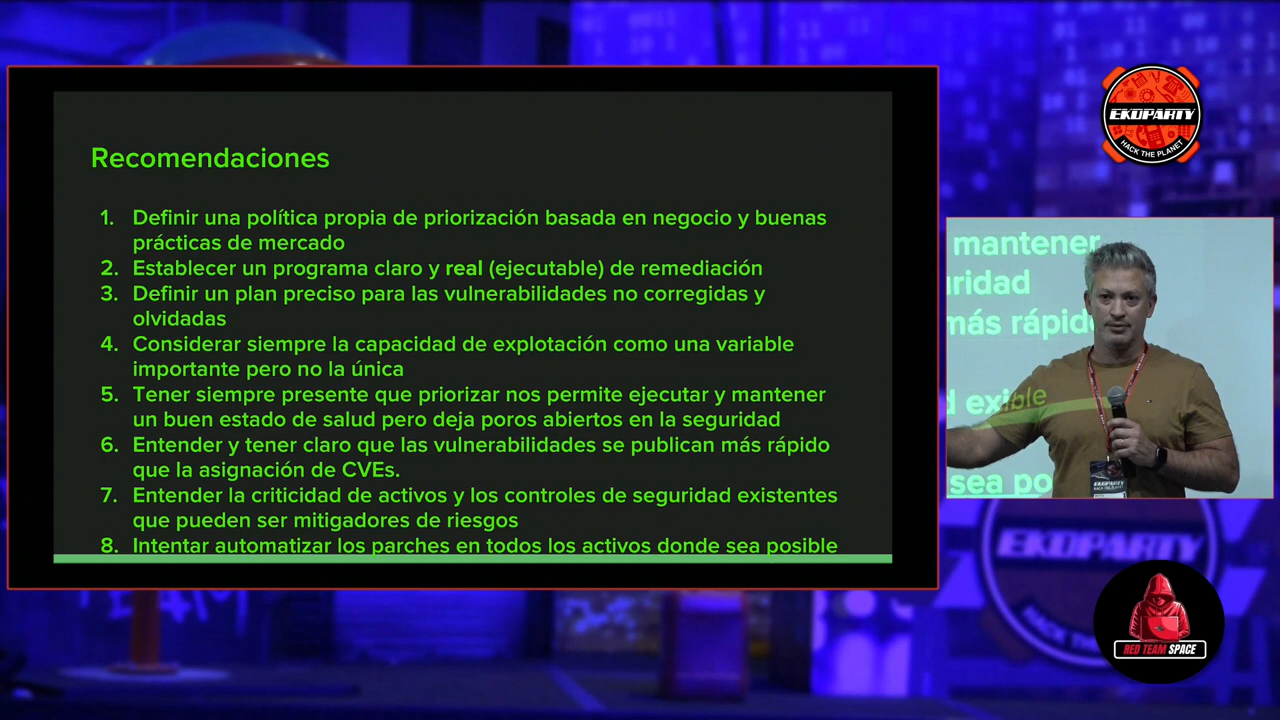 Recomendaciones
1. Definir una política propia de priorización basada en negocio y buenas
prácticas de mercado
2. Establecer un programa claro y real (ejecutable) de remediación
3. Definir un plan preciso para las vulnerabilidades no corregidas y
olvidadas
4. Considerar siempre la capacidad de explotación como una variable
importante pero no la única
5. Tener siempre presente que priorizar nos permite ejecutar y mantener
un buen estado de salud pero deja poros abiertos en la seguridad
6. Entender y tener claro que las vulnerabilidades se publican más rápido
que la asignación de CVEs.
7. Entender la criticidad de activos y los controles de seguridad existentes
que pueden ser mitigadores de riesgos
8. Intentar automatizar los parches en todos los activos donde sea posible
EKOPARTY
HACK THE PLANET
mantener
ridad
más rápido
d exible
sea po
EKOPARTY
EKOPARTY
HACK THE
RED TEAM SPACE